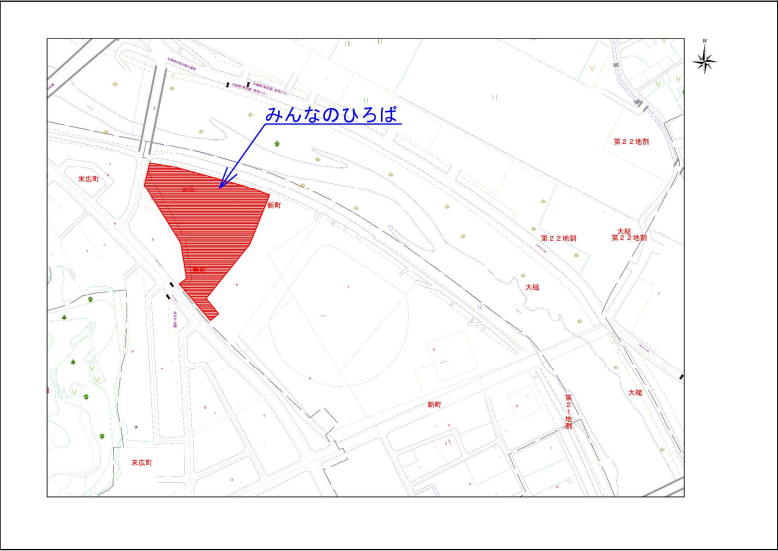 N
みんなのひろば
第22地割
末広町
新町
新町
大槌
第22地割
第22地割
大槌
新町
大槌
第21地割
末広町